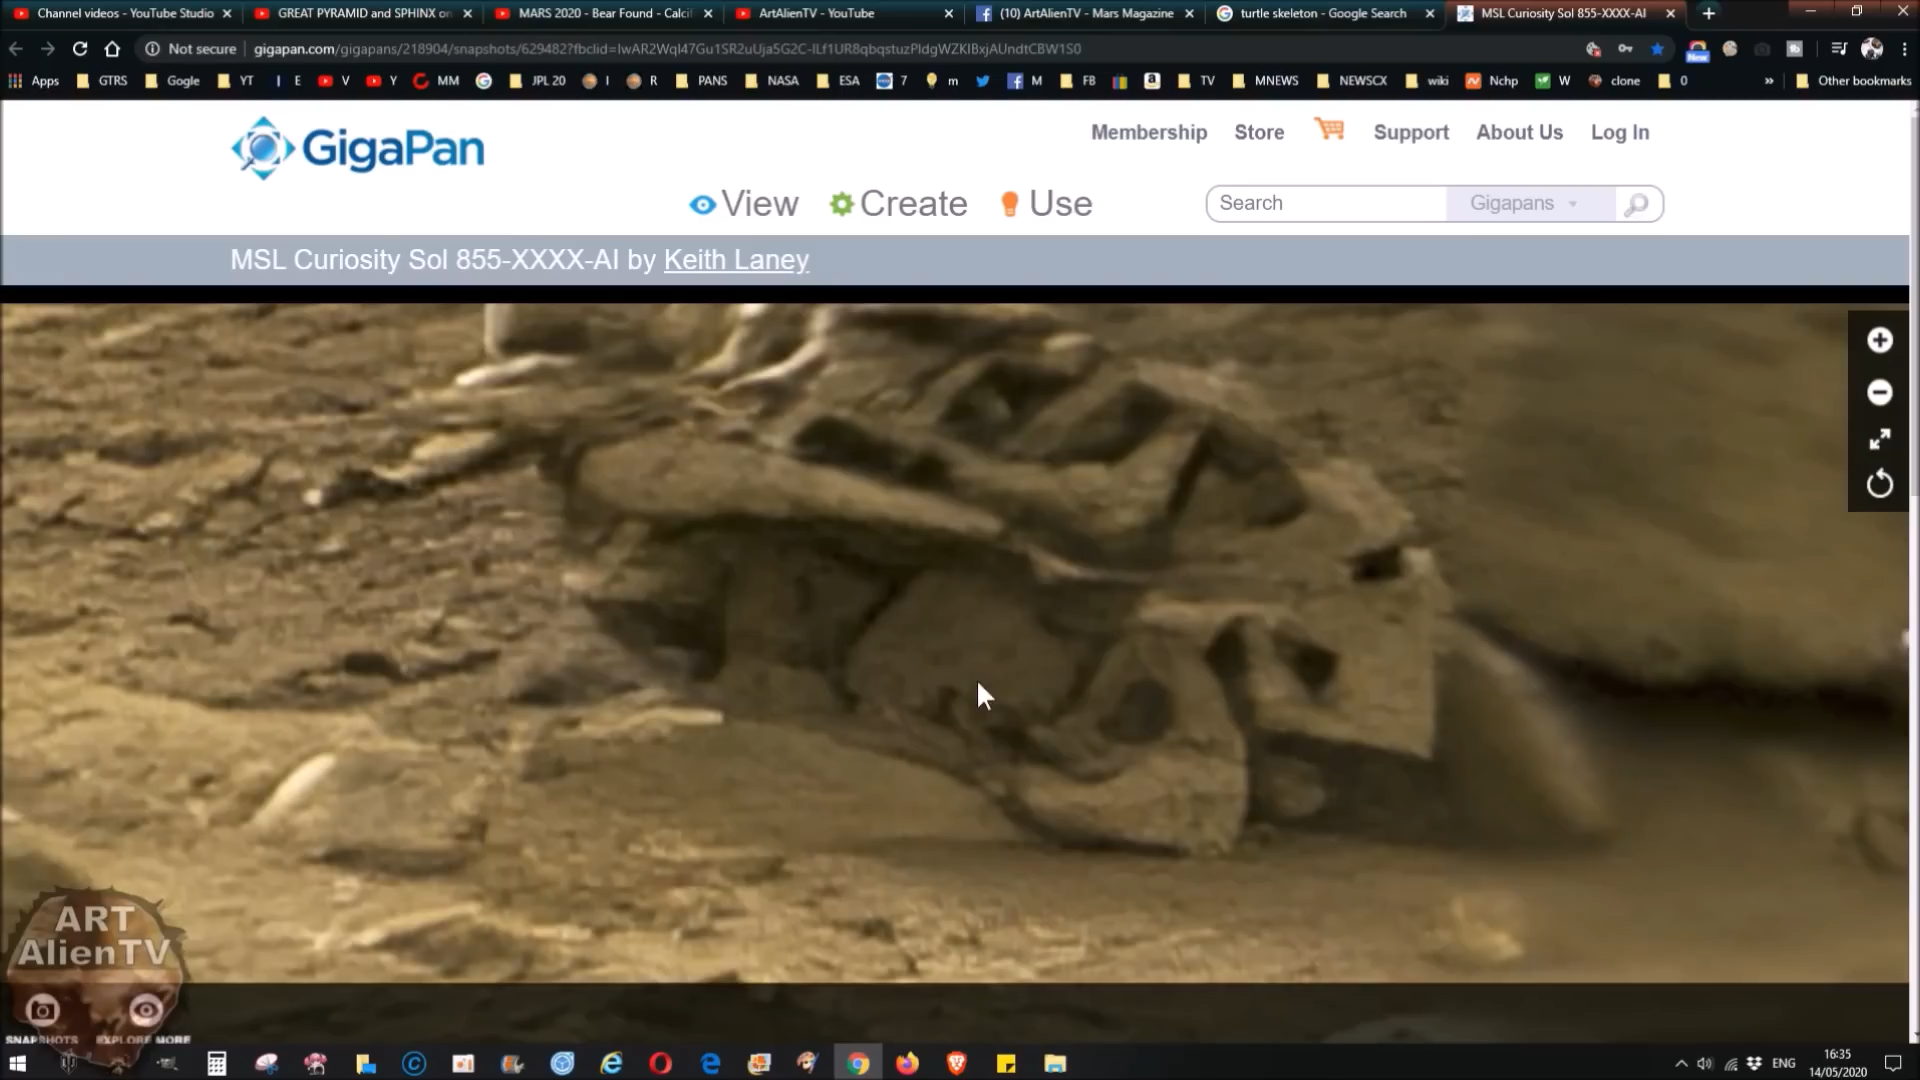 Channel videos - YouTube Studio
GREAT PYRAMID and SPHINX on
MARS 2020 - Bear Found - Calcif
ArtAlienTV - YouTube
(10) ArtAlienTV - Mars Magazine
turtle skeleton - Google Search
MSL Curiosity Sol 855-XXXX-AI
Not secure
gigapan.com/gigapans/218904/snapshots/629482?fbclid=
New
Apps GTRS Google YT E V Y MM JPL 20 I R PANS NASA ESA 7 m M FB TV MNEWS NEWSCX wiki Nchp W clone 0 » Other bookmarks
GigaPan
Membership Store Support About Us Log In
View Create Use
Search Gigapans
MSL Curiosity Sol 855-XXXX-AI by Keith Laney
ART
AlienTV
SNAPSHOTS EXPLORE MORE
ENG
16:35
14/05/2020